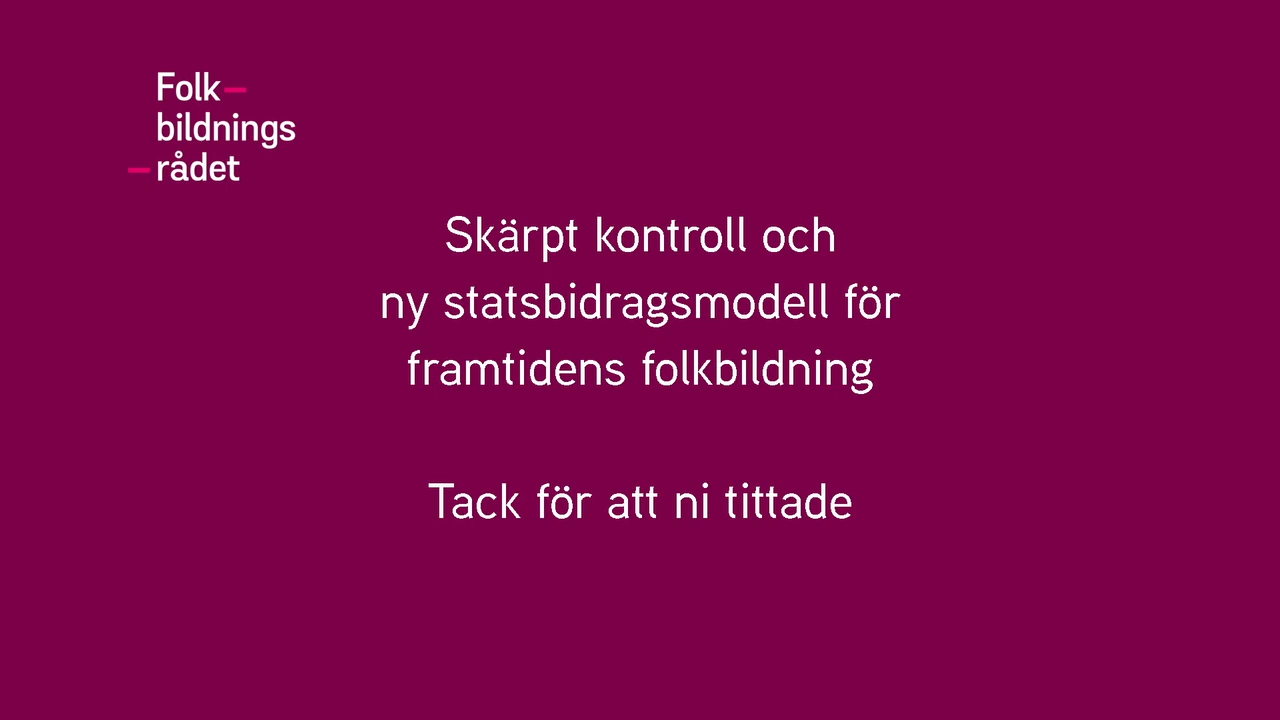 Folk–
bildnings
–rådet
Skärpt kontroll och
ny statsbidragsmodell för
framtidens folkbildning
Tack för att ni tittade